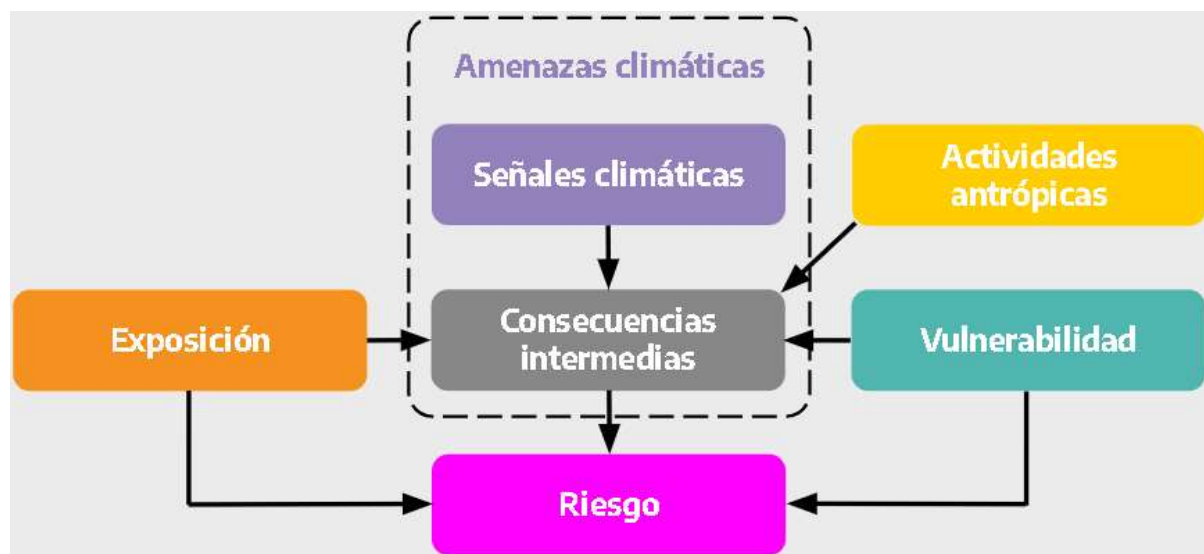 Amenazas climáticas
Señales climáticas
Actividades
antrópicas
Exposición
Consecuencias
intermedias
Vulnerabilidad
Riesgo